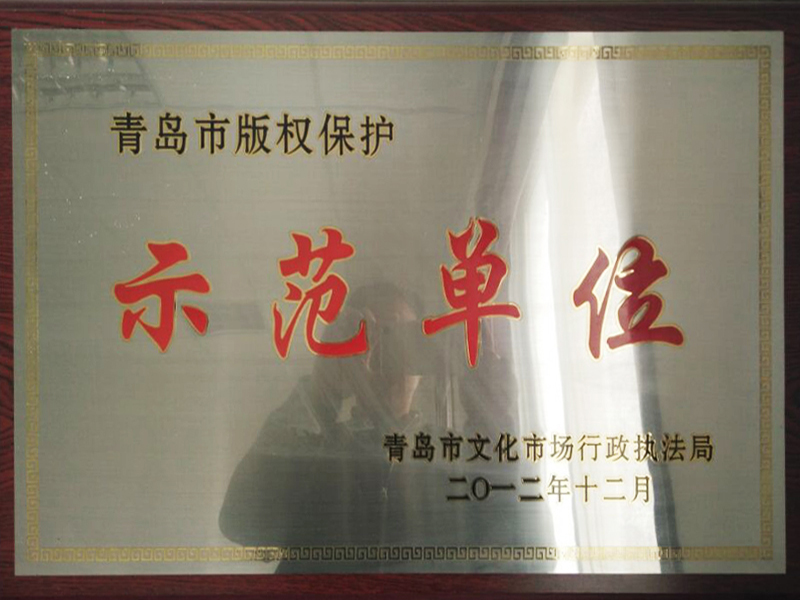 青岛市版权保护
示范单位
青岛市文化市场行政执法局
二〇一二年十二月